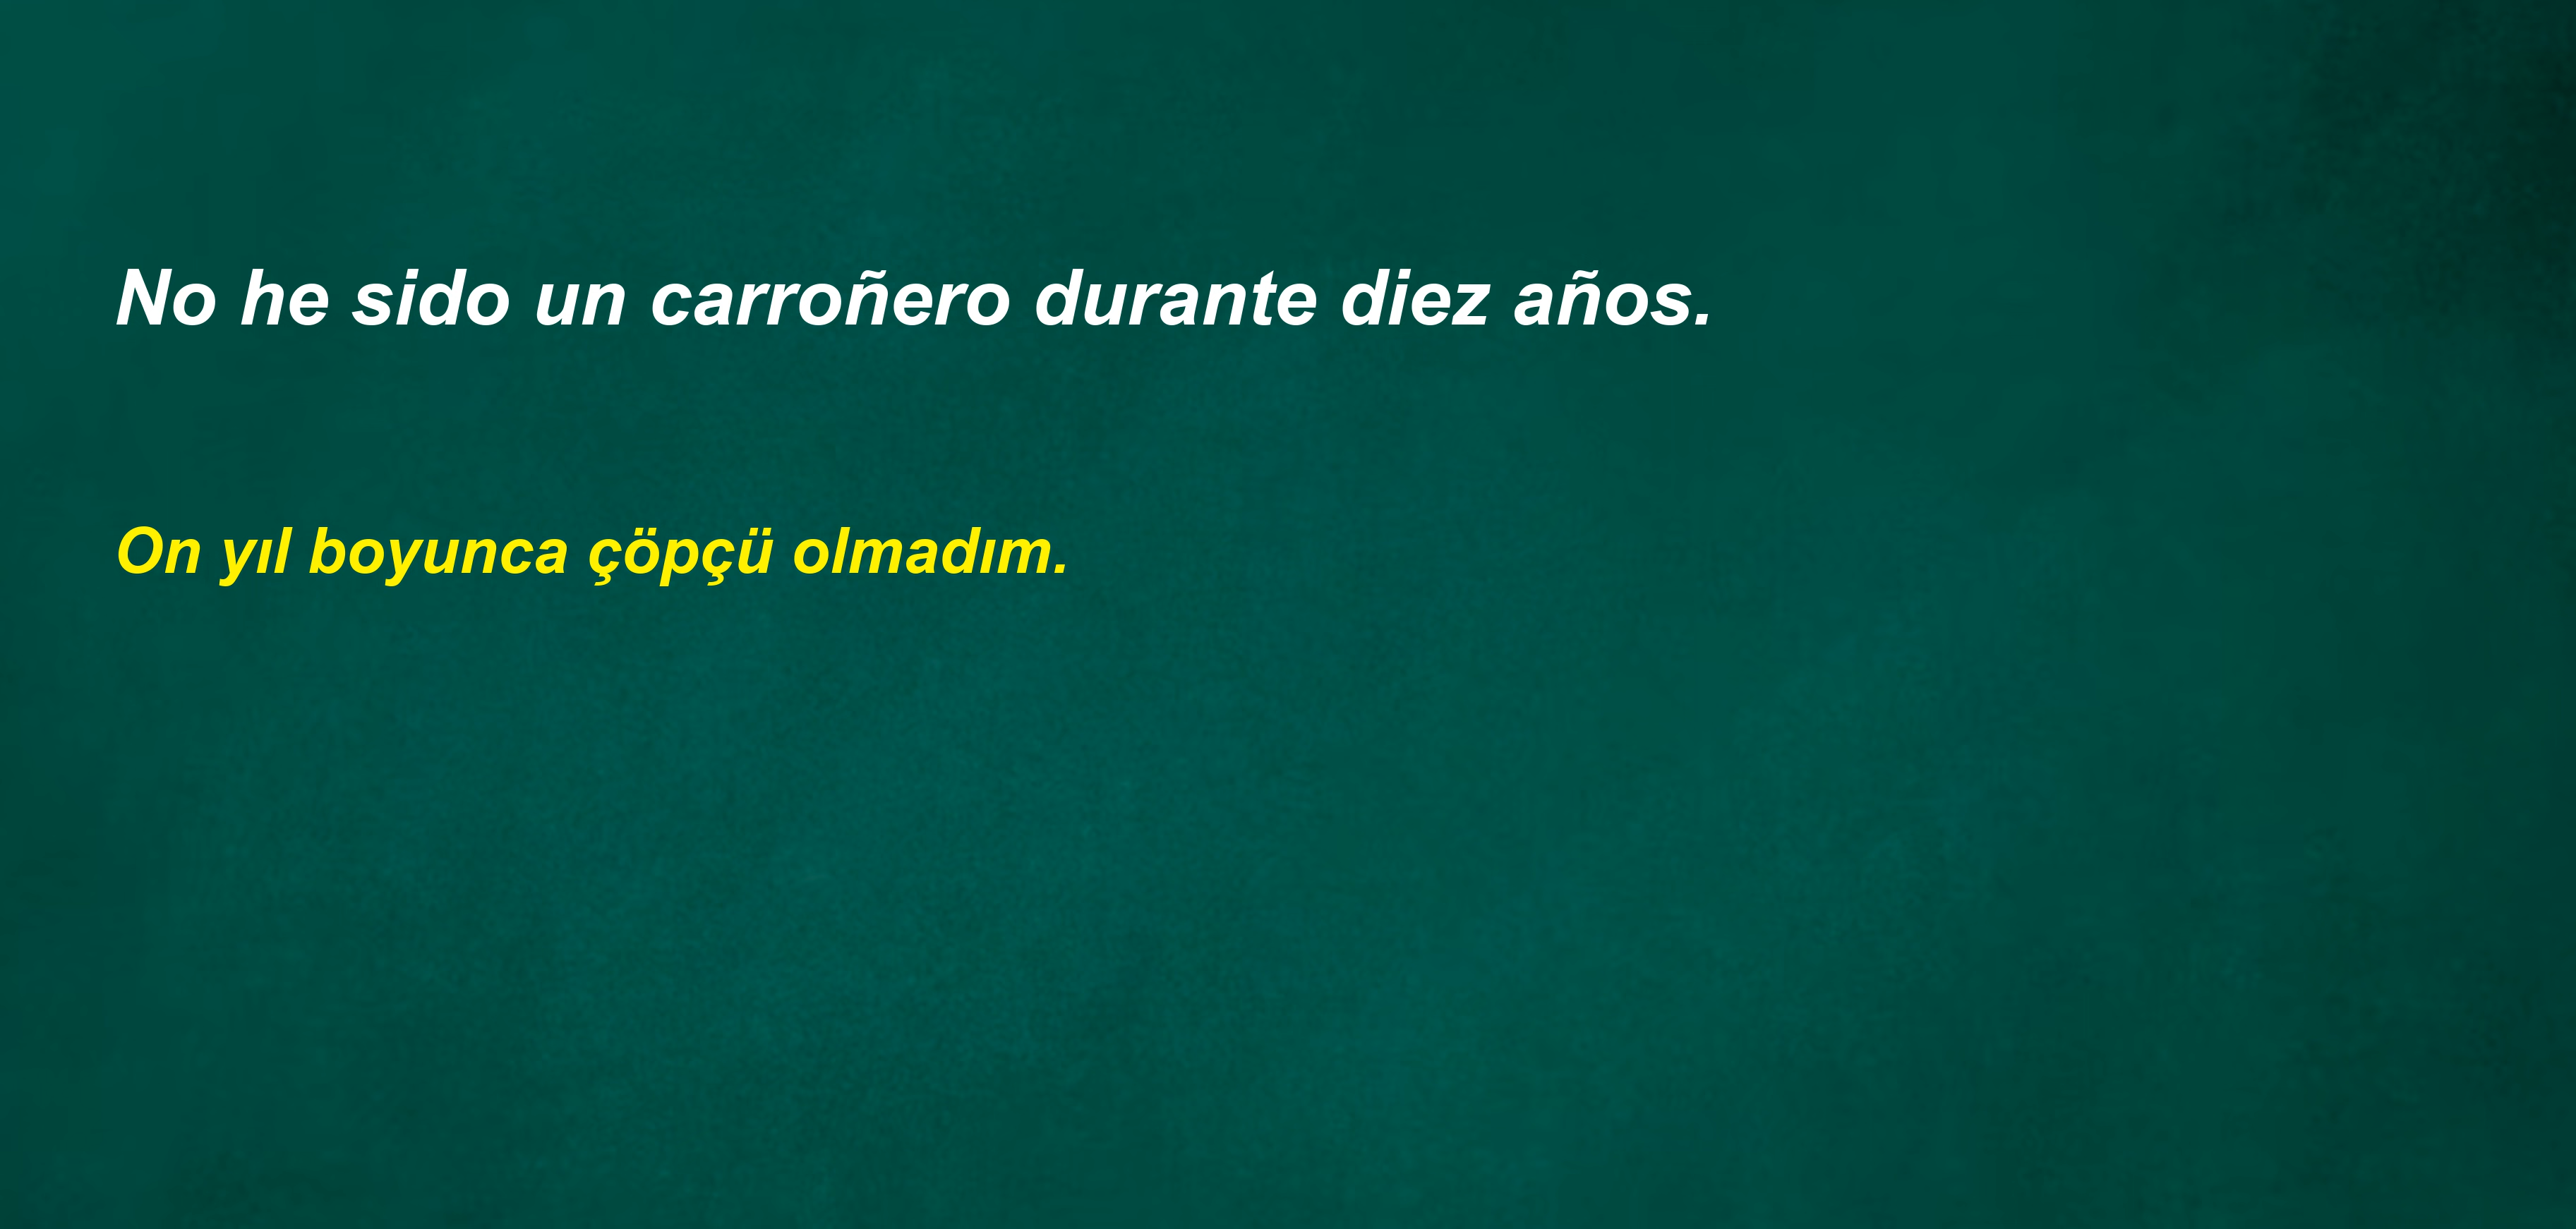 No he sido un carroñero durante diez años.
On yıl boyunca çöpçü olmadım.